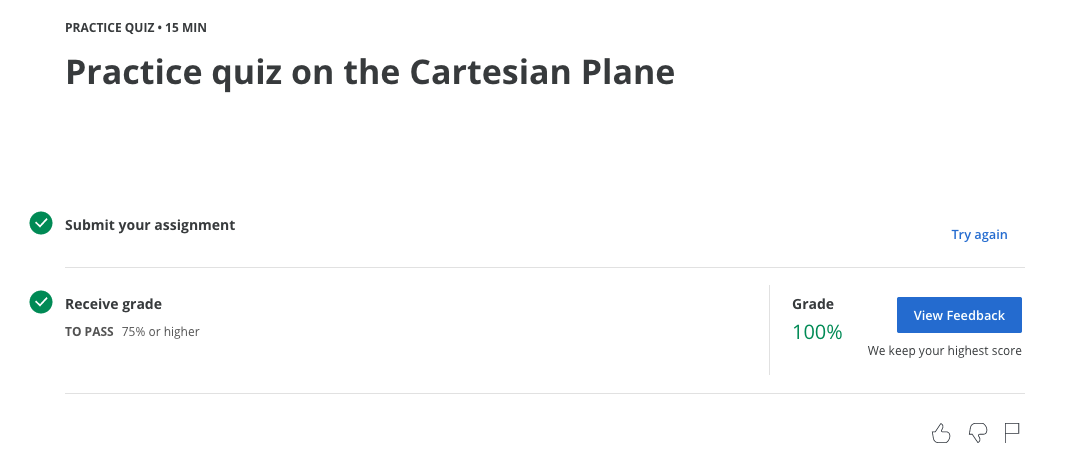 PRACTICE QUIZ • 15 MIN
Practice quiz on the Cartesian Plane
Submit your assignment
Try again
Receive grade
TO PASS 75% or higher
Grade
100%
View Feedback
We keep your highest score